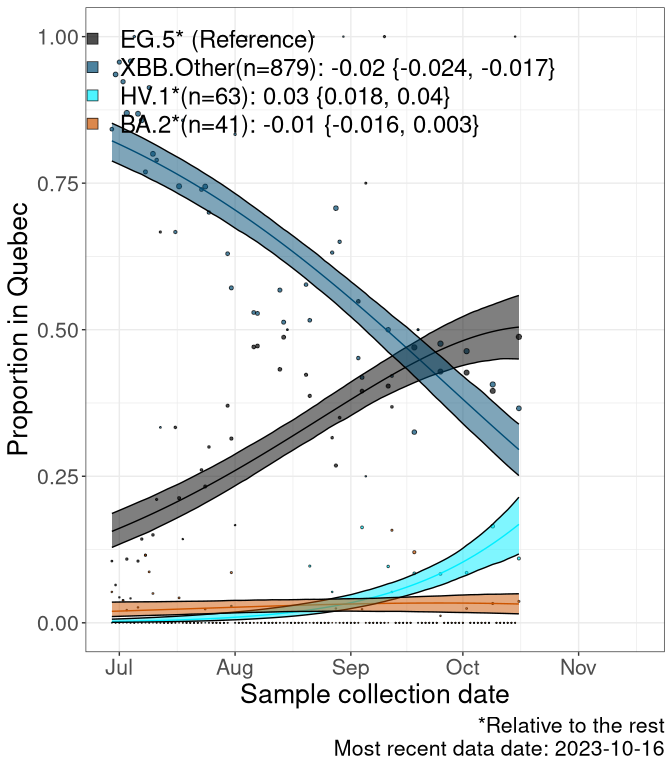 EG.5* (Reference)
XBB.Other(n=879): -0.02 {-0.024, -0.017}
HV.1*(n=63): 0.03 {0.018, 0.04}
BA.2*(n=41): -0.01 {-0.016, 0.003}
Proportion in Quebec
1.00
0.75
0.50
0.25
0.00
Jul Aug Sep Oct Nov
Sample collection date
*Relative to the rest
Most recent data date: 2023-10-16